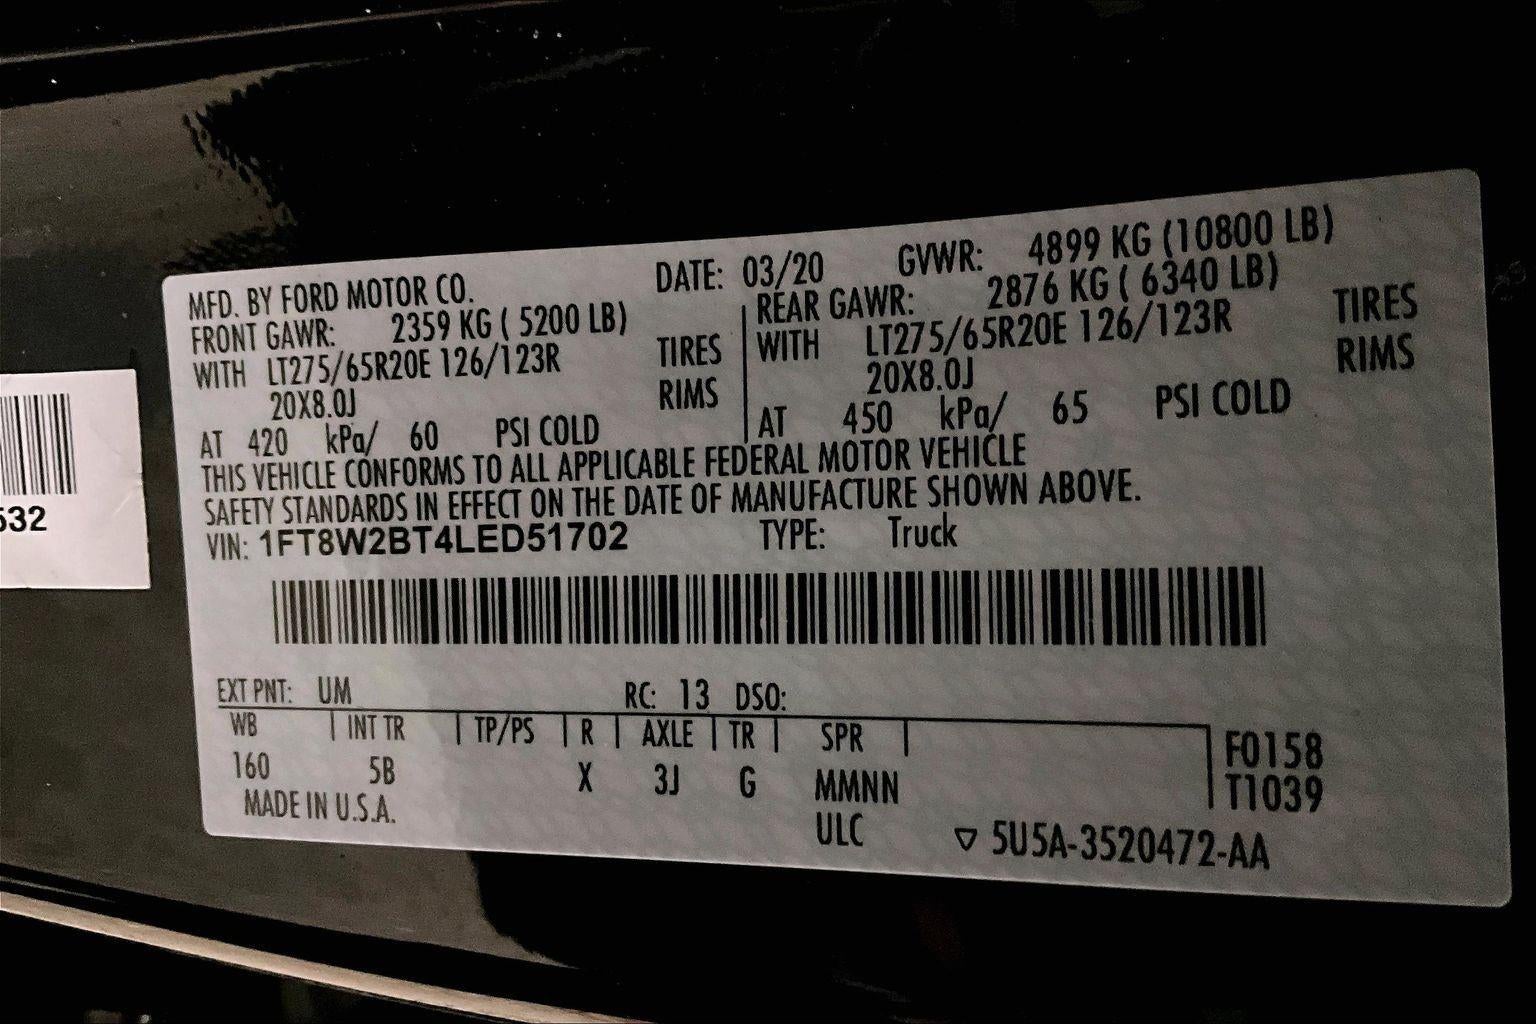 MFD. BY FORD MOTOR CO. DATE: 03/20 GVWR: 4899 KG (10800 LB)
FRONT GAWR: 2359 KG ( 5200 LB) REAR GAWR: 2876 KG ( 6340 LB)
WITH LT275/65R20E 126/123R TIRES WITH LT275/65R20E 126/123R TIRES
20X8.0J RIMS 20X8.0J RIMS
AT 420 kPa/ 60 PSI COLD AT 450 kPa/ 65 PSI COLD
THIS VEHICLE CONFORMS TO ALL APPLICABLE FEDERAL MOTOR VEHICLE
SAFETY STANDARDS IN EFFECT ON THE DATE OF MANUFACTURE SHOWN ABOVE.
VIN: 1FT8W2BT4LED51702 TYPE: Truck
EXT PNT: UM RC: 13 DSO:
WB | INT TR | TP/PS | R | AXLE | TR | SPR |
160 5B X 3J G MMNN
F0158
T1039
MADE IN U.S.A. ULC ▽ 5U5A-3520472-AA
532